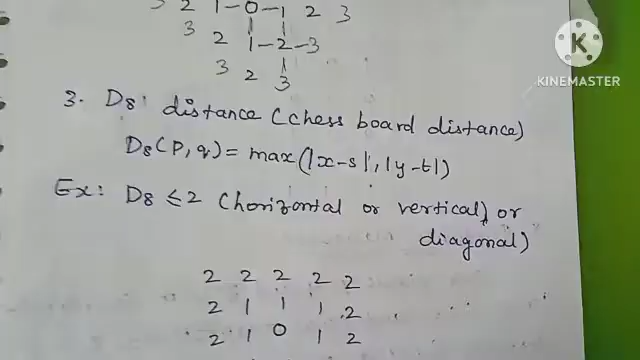 3 2 1-0-1 2 3
3 2 1-2-3
3 2 3
KINEMASTER
3. D8 distance (chess board distance)
D8(P,q) = max(|x-s|,|y-t|)
Ex: D8 ≤2 (horizontal or vertical) or
diagonal)
2 2 2 2 2
2 1 1 1 2
2 1 0 1 2